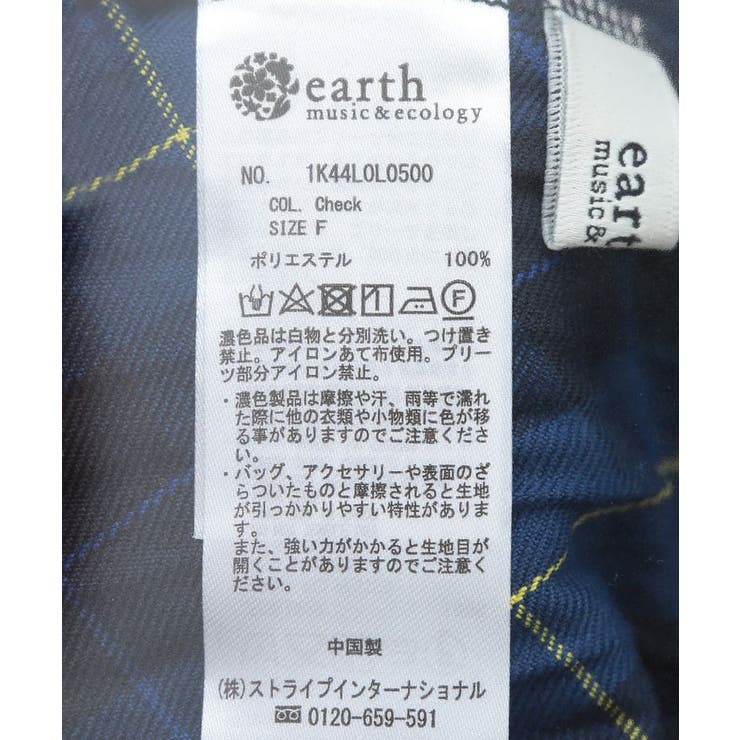 earth
music&ecology
NO. 1K44L0L0500
COL. Check
SIZE F
ポリエステル 100%
F
濃色品は白物と分別洗い。つけ置き
禁止。アイロンあて布使用。プリー
ツ部分アイロン禁止。
・濃色製品は摩擦や汗、雨等で濡れ
た際に他の衣類や小物類に色が移
る事がありますのでご注意くださ
い。
・バッグ、アクセサリーや表面のざ
らついたものと摩擦されると生地
が引っかかりやすい特性がありま
す。
また、強い力がかかると生地目が
開くことがありますのでご注意く
ださい。
中国製
(株)ストライプインターナショナル
0120-659-591
eart
music &